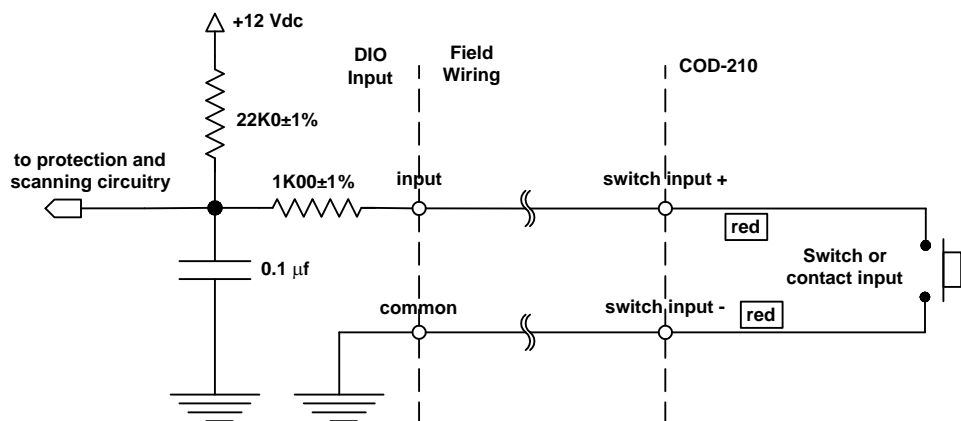 +12 Vdc
DIO
Input
Field
Wiring
COD-210
22K0±1%
to protection and
scanning circuitry
1K00±1%
input
switch input +
red
Switch or
contact input
0.1 μf
common
switch input -
red